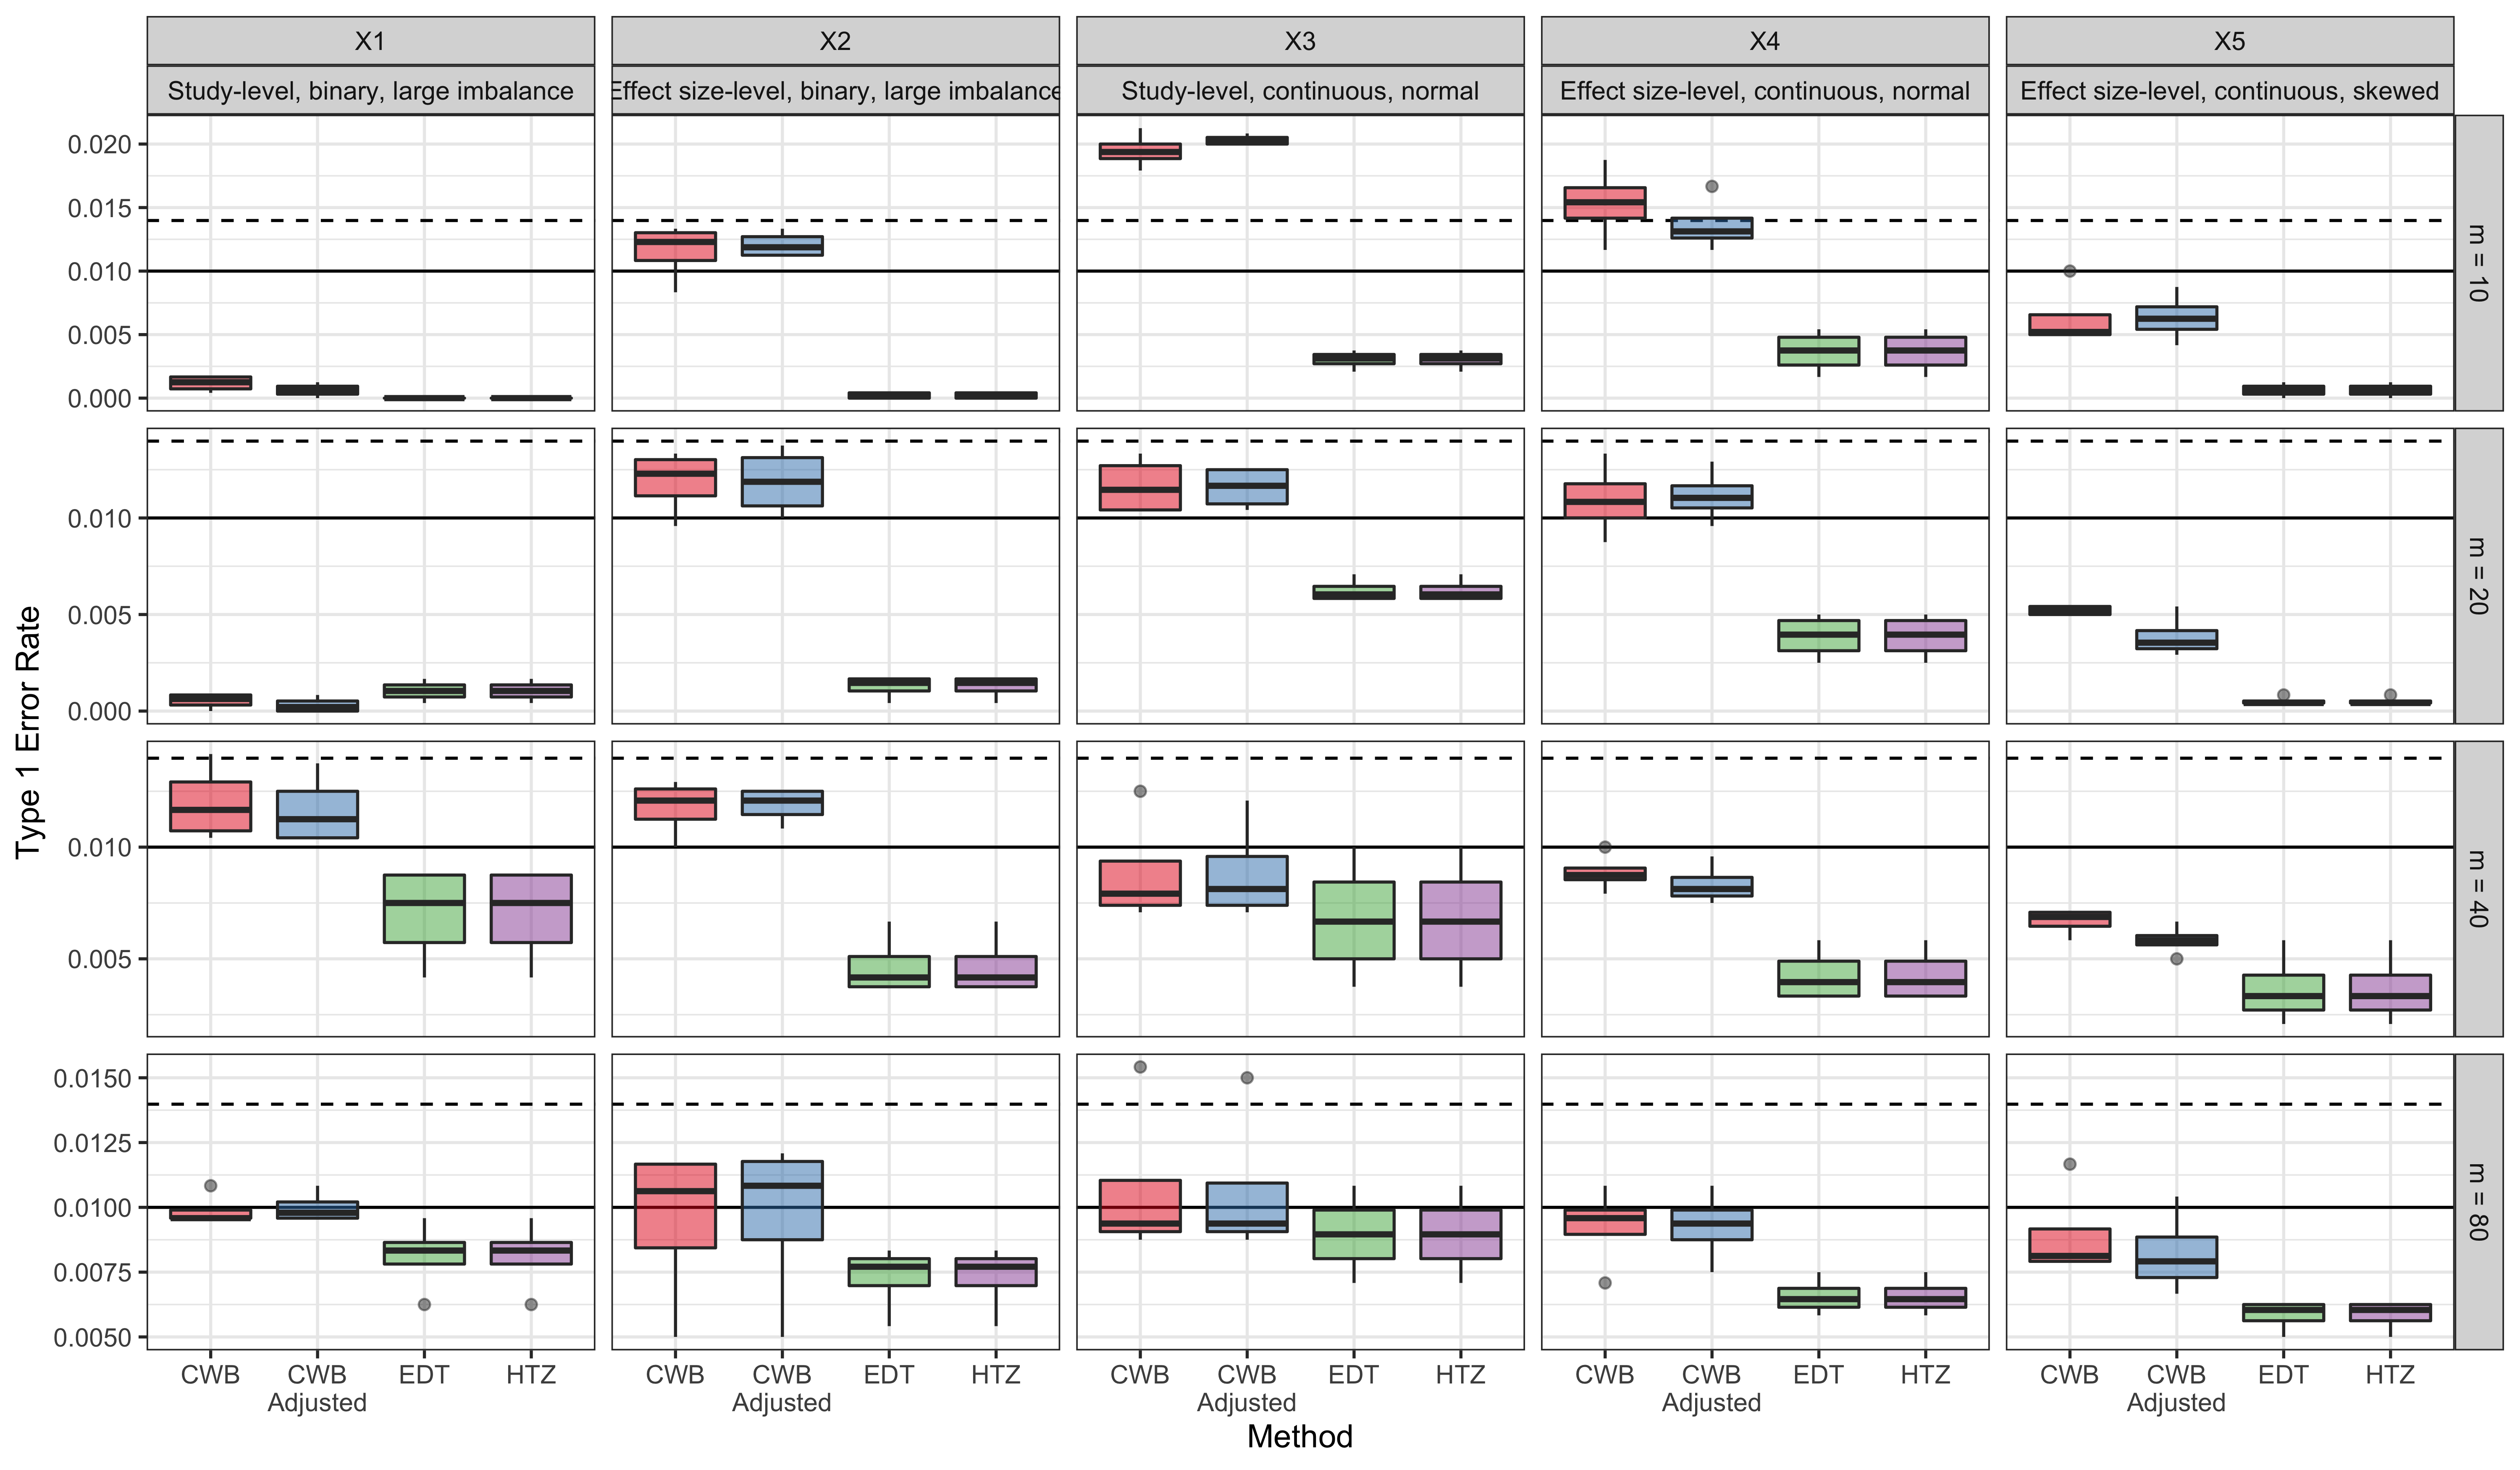 X1
X2
X3
X4
X5
Study-level, binary, large imbalance
Effect size-level, binary, large imbalance
Study-level, continuous, normal
Effect size-level, continuous, normal
Effect size-level, continuous, skewed
Type 1 Error Rate
0.020
0.015
0.010
0.005
0.000
m = 10
0.010
0.005
0.000
m = 20
0.010
0.005
m = 40
0.0150
0.0125
0.0100
0.0075
0.0050
m = 80
CWB
CWB
Adjusted
EDT
HTZ
CWB
CWB
Adjusted
EDT
HTZ
CWB
CWB
Adjusted
EDT
HTZ
CWB
CWB
Adjusted
EDT
HTZ
CWB
CWB
Adjusted
EDT
HTZ
Method